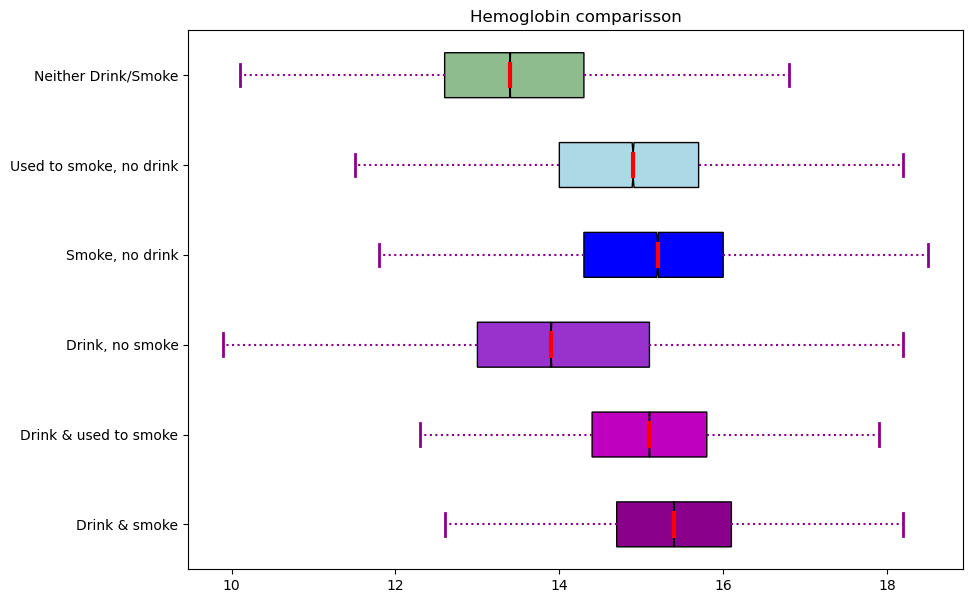 Hemoglobin comparisson
Neither Drink/Smoke
Used to smoke, no drink
Smoke, no drink
Drink, no smoke
Drink & used to smoke
Drink & smoke
10 12 14 16 18